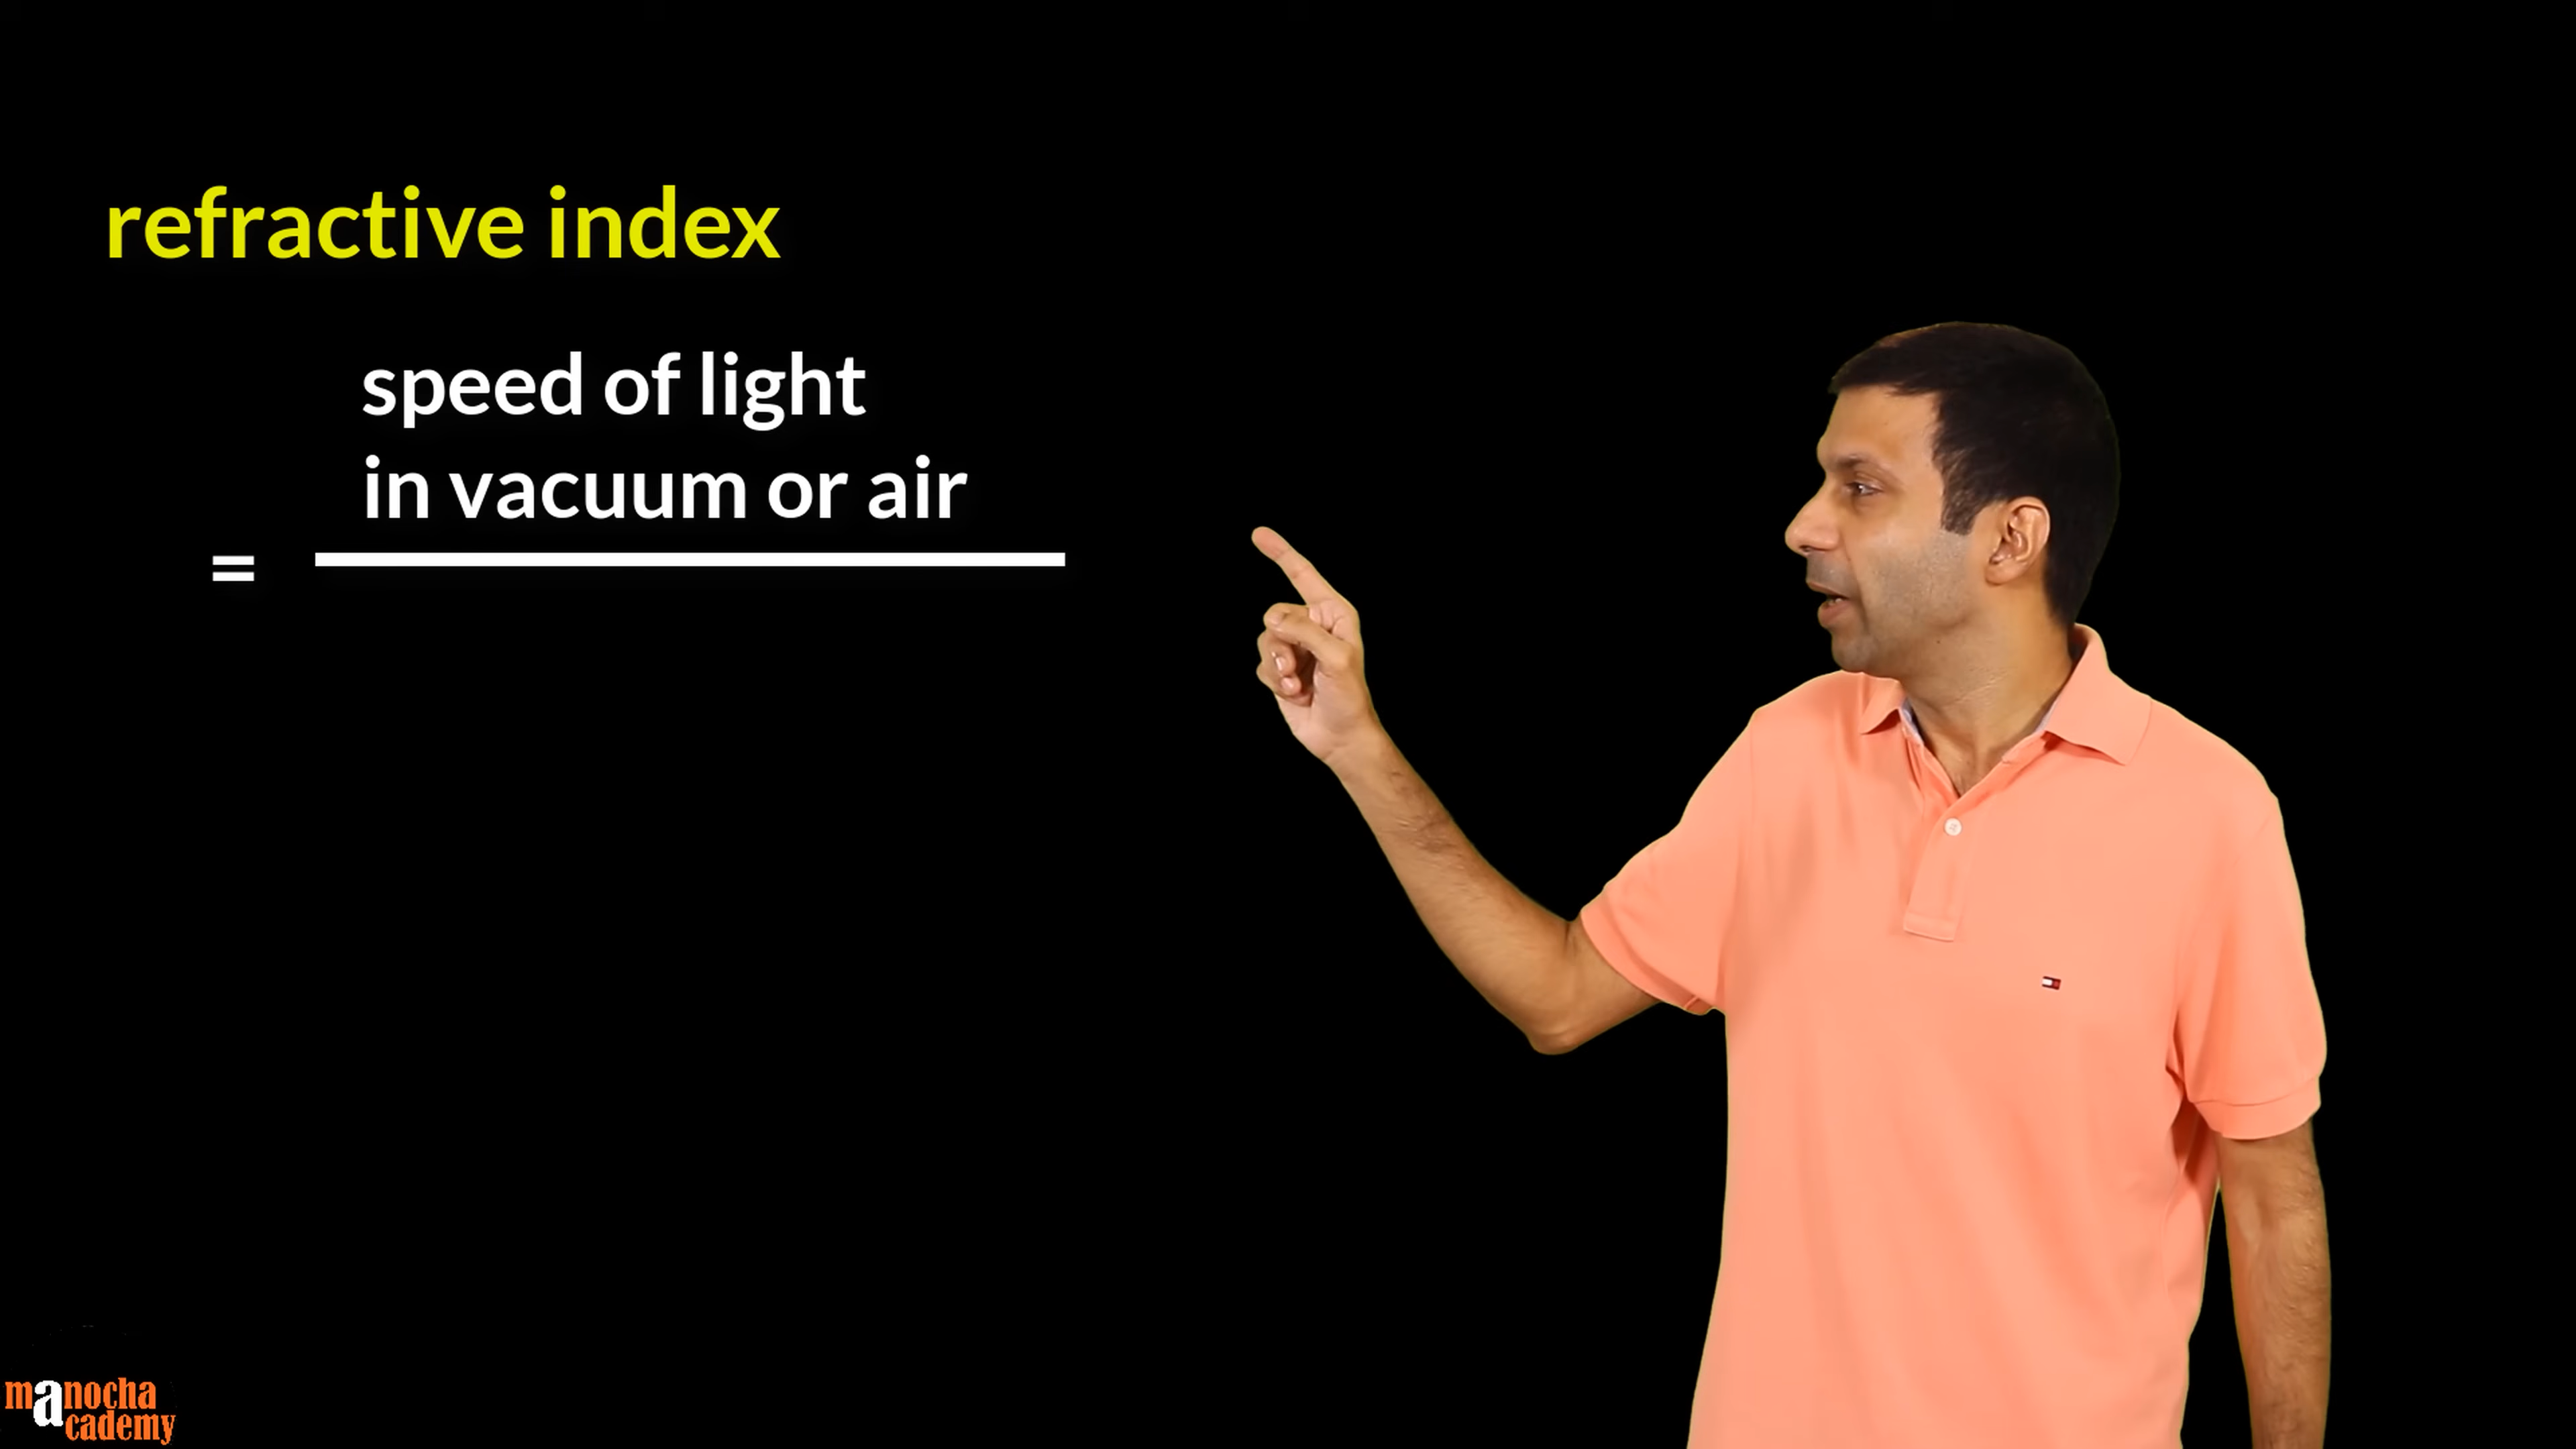 refractive index
speed of light
in vacuum or air
=
manocha
academy